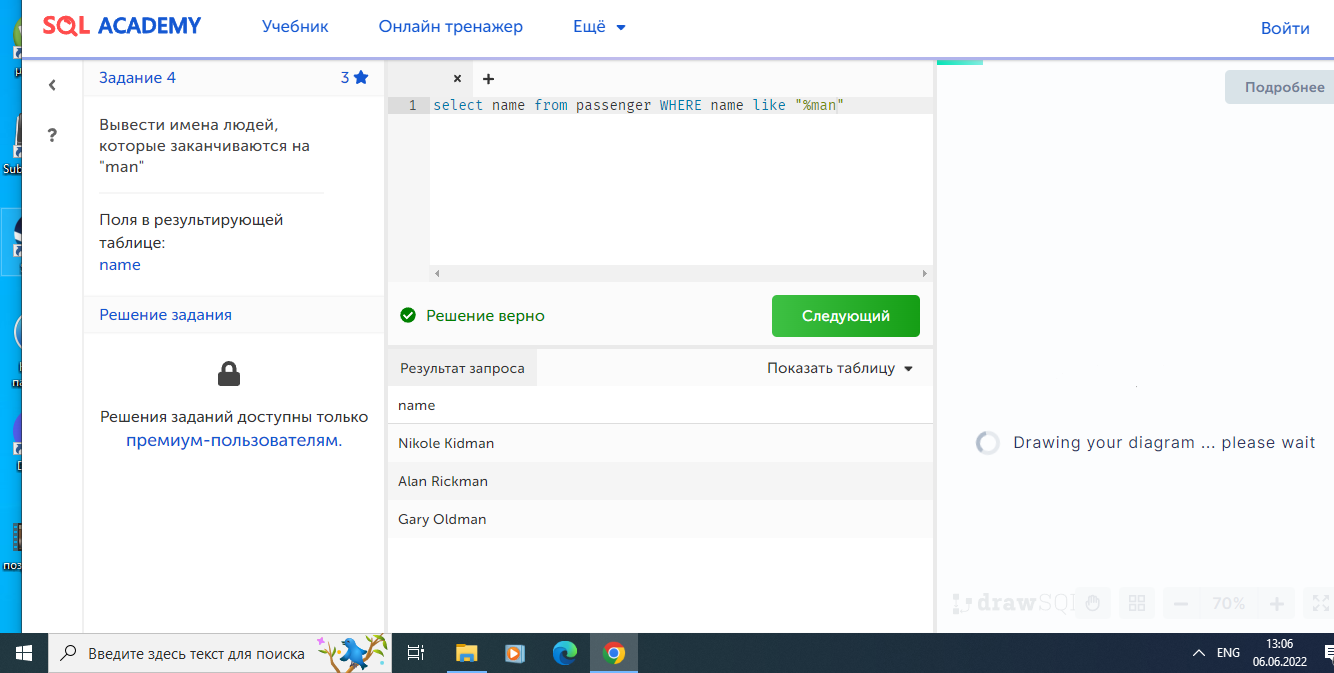 SQL ACADEMY
Учебник
Онлайн тренажер
Ещё
Войти
Задание 4
3
Вывести имена людей,
которые заканчиваются на
"man"
Поля в результирующей
таблице:
name
Решение задания
Решения заданий доступны только
премиум-пользователям.
1 select name from passenger WHERE name like "%man"
Решение верно
Следующий
Результат запроса
Показать таблицу
name
Nikole Kidman
Alan Rickman
Gary Oldman
Подробнее
Drawing your diagram ... please wait
drawSQL
70%
Sub
поз
Введите здесь текст для поиска
ENG
13:06
06.06.2022